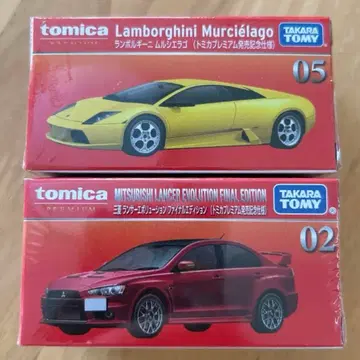 tomica
PREMIUM
Lamborghini Murciélago
ランボルギーニ ムルシエラゴ (トミカプレミアム発売記念仕様)
TAKARA TOMY
05
tomica
PREMIUM
MITSUBISHI LANCER EVOLUTION FINAL EDITION
三菱 ランサーエボリューション ファイナルエディション (トミカプレミアム発売記念仕様)
TAKARA TOMY
02